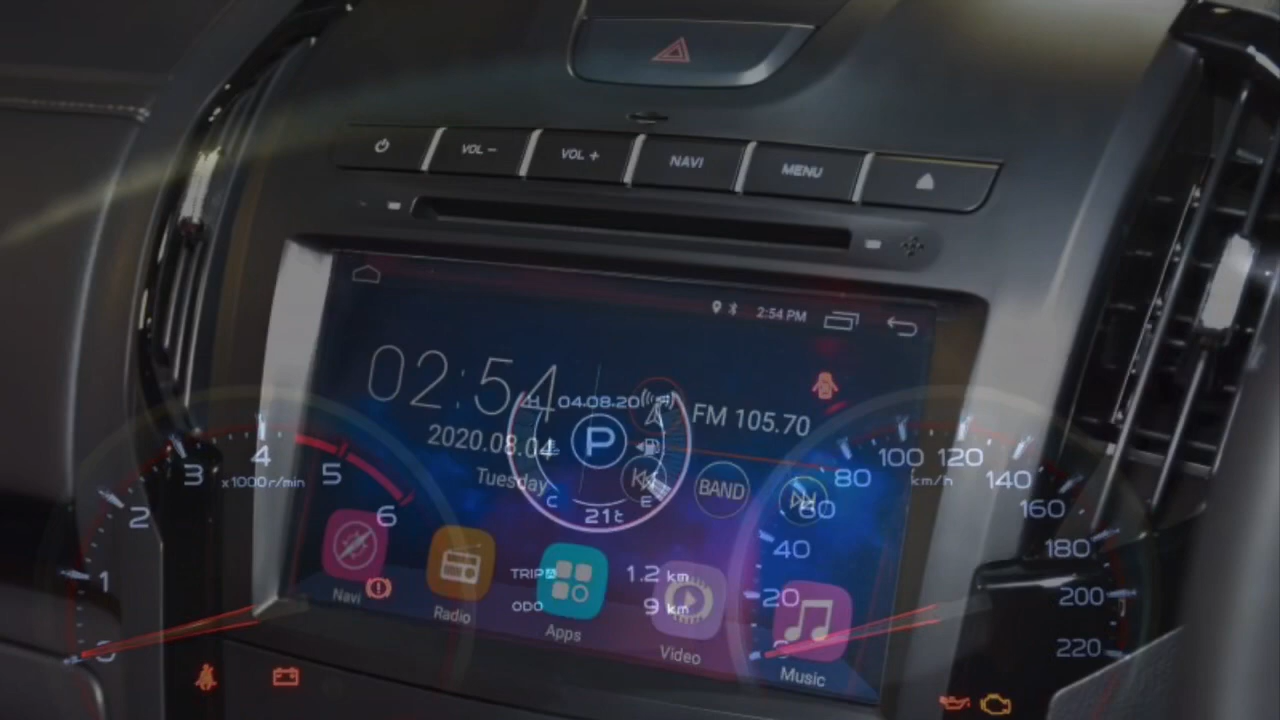 VOL −
VOL +
NAVI
MENU
2:54 PM
02:54
04.08.20
FM 105.70
2020.08.04
Tuesday
P
BAND
H
C
E
21
3
4
5
6
2
1
x1000r/min
80
100
120
140
160
180
200
220
km/h
40
20
Navi
Radio
Apps
Video
Music
TRIP A
1.2 km
ODO
9 km